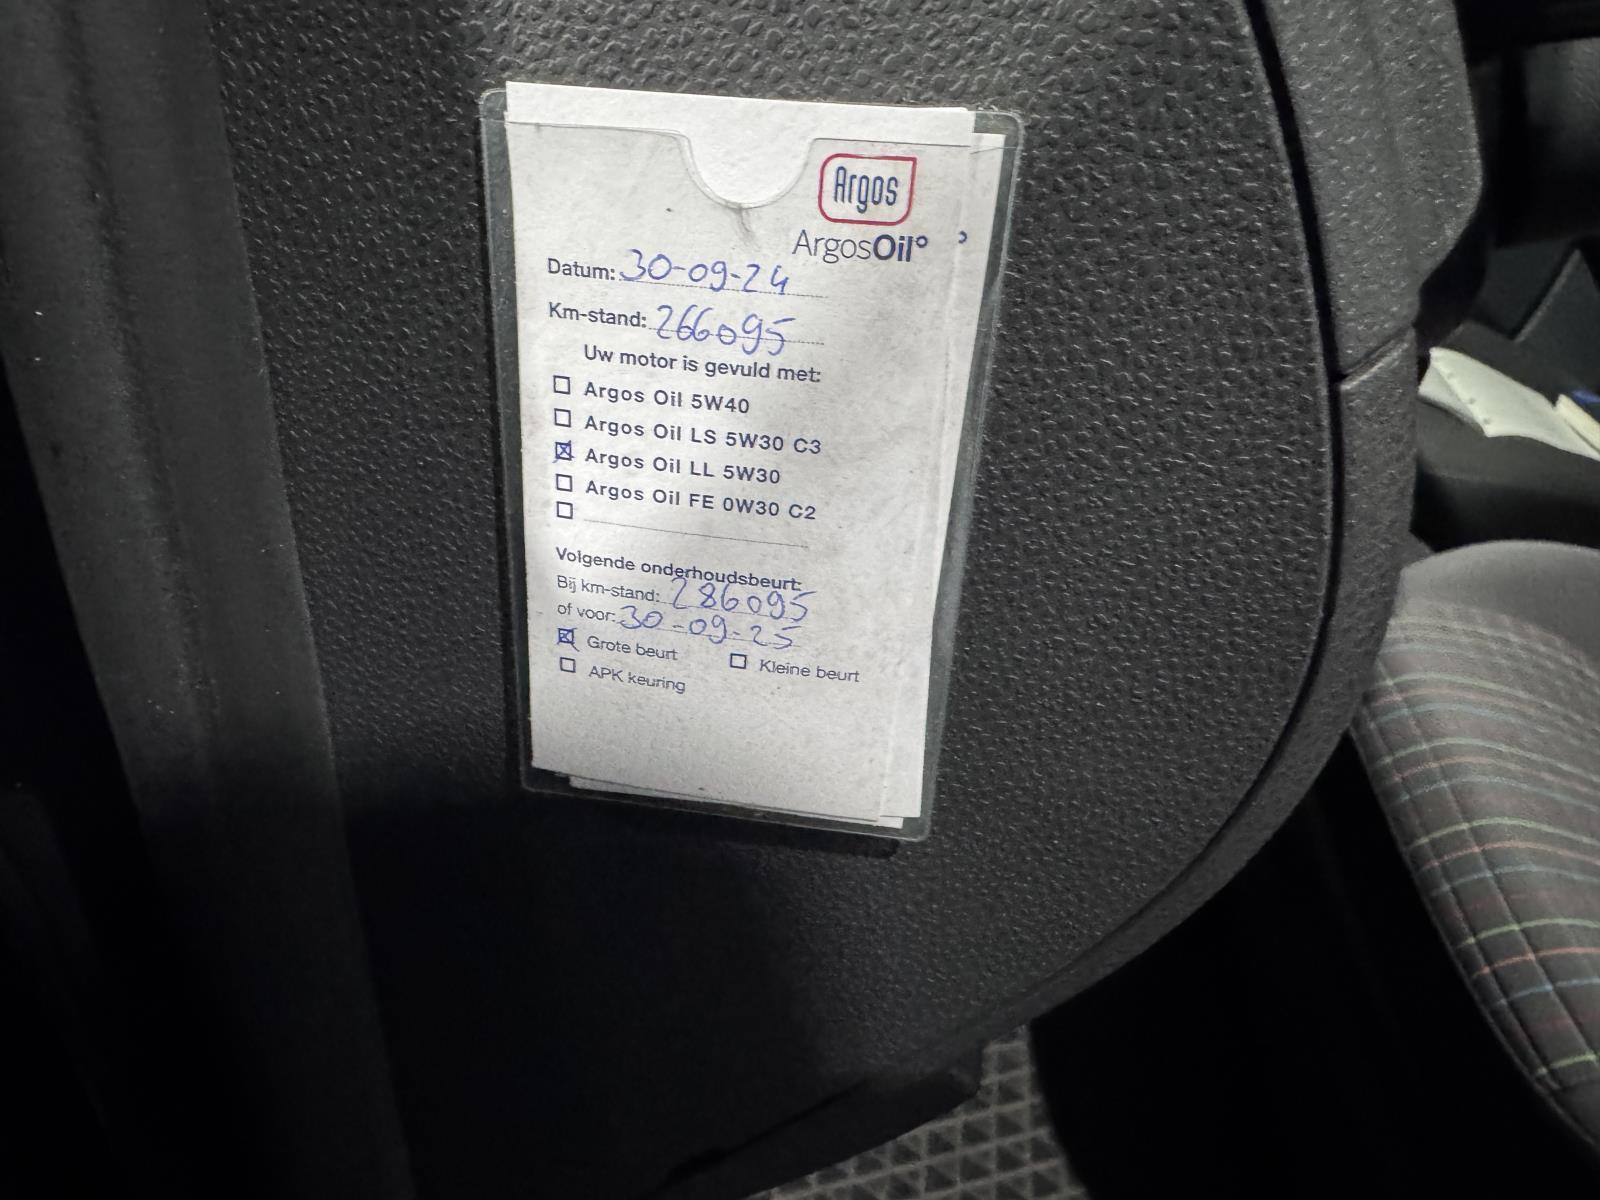 Argos
ArgosOil°
Datum: 30-09-24
Km-stand: 266095
Uw motor is gevuld met:
Argos Oil 5W40
Argos Oil LS 5W30 C3
Argos Oil LL 5W30
Argos Oil FE 0W30 C2
Volgende onderhoudsbeurt:
Bij km-stand: 286095
of voor: 30-09-25
Grote beurt Kleine beurt
APK keuring